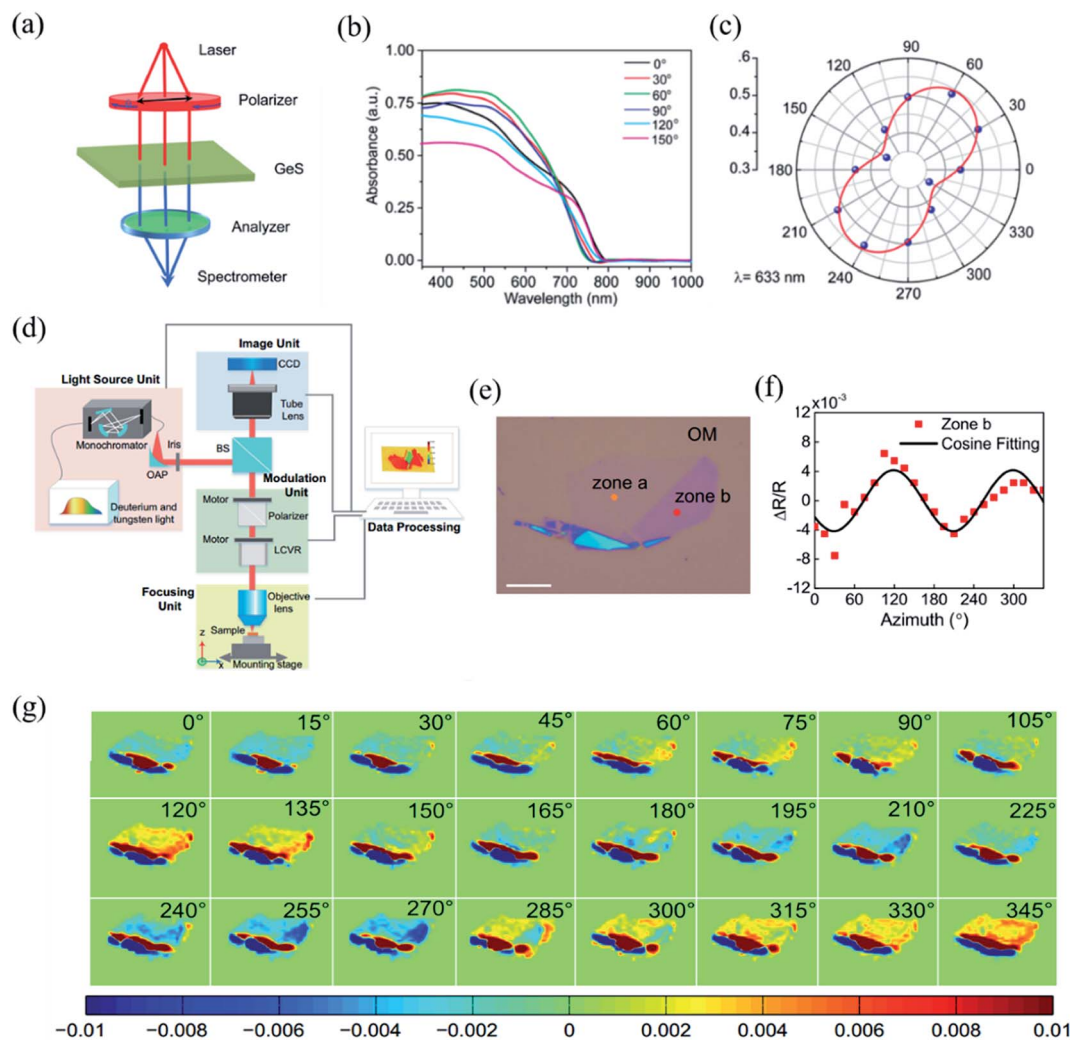 (a)
Laser
Polarizer
GeS
Analyzer
Spectrometer
(b)
1.00
0.75
0.50
0.25
0.00
Absorbance (a.u.)
0°
30°
60°
90°
120°
150°
400 500 600 700 800 900 1000
Wavelength (nm)
(c)
.6
0.5
0.4
0.3
90
120 60
150 30
180 0
210 330
240 300
270
λ= 633 nm
(d)
Image Unit
CCD
Tube
Lens
Light Source Unit
Monochromator
Iris
OAP
BS
Deuterium and
tungsten light
Modulation
Unit
Motor
Polarizer
Motor
LCVR
Data Processing
Focusing
Unit
Objective
lens
Sample
z
x
Mounting stage
(e)
OM
zone a
zone b
(f)
×10⁻³
12
8
4
0
-4
-8
-12
ΔR/R
Zone b
Cosine Fitting
0 60 120 180 240 300
Azimuth (°)
(g)
0° 15° 30° 45° 60° 75° 90° 105°
120° 135° 150° 165° 180° 195° 210° 225°
240° 255° 270° 285° 300° 315° 330° 345°
−0.01 −0.008 −0.006 −0.004 −0.002 0 0.002 0.004 0.006 0.008 0.01